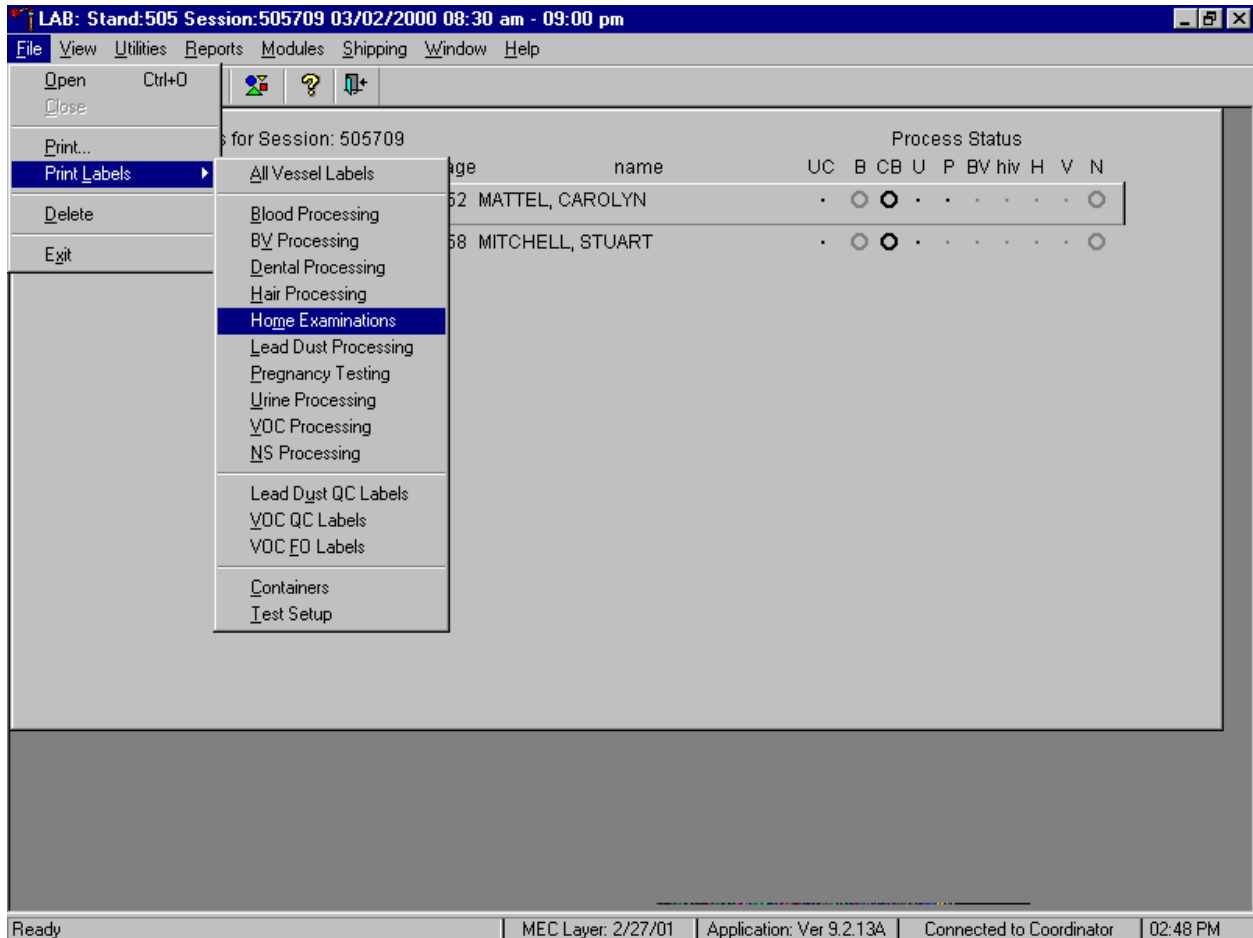 LAB: Stand:505 Session:505709 03/02/2000 08:30 am - 09:00 pm
File View Utilities Reports Modules Shipping Window Help
Open Ctrl+O
Close
Print...
Print Labels
Delete
Exit
for Session: 505709
Process Status
name UC B CB U P BV hiv H V N
52 MATTEL, CAROLYN
58 MITCHELL, STUART
All Vessel Labels
Blood Processing
BV Processing
Dental Processing
Hair Processing
Home Examinations
Lead Dust Processing
Pregnancy Testing
Urine Processing
VOC Processing
NS Processing
Lead Dust QC Labels
VOC QC Labels
VOC FO Labels
Containers
Test Setup
Ready MEC Layer: 2/27/01 Application: Ver 9.2.13A Connected to Coordinator 02:48 PM